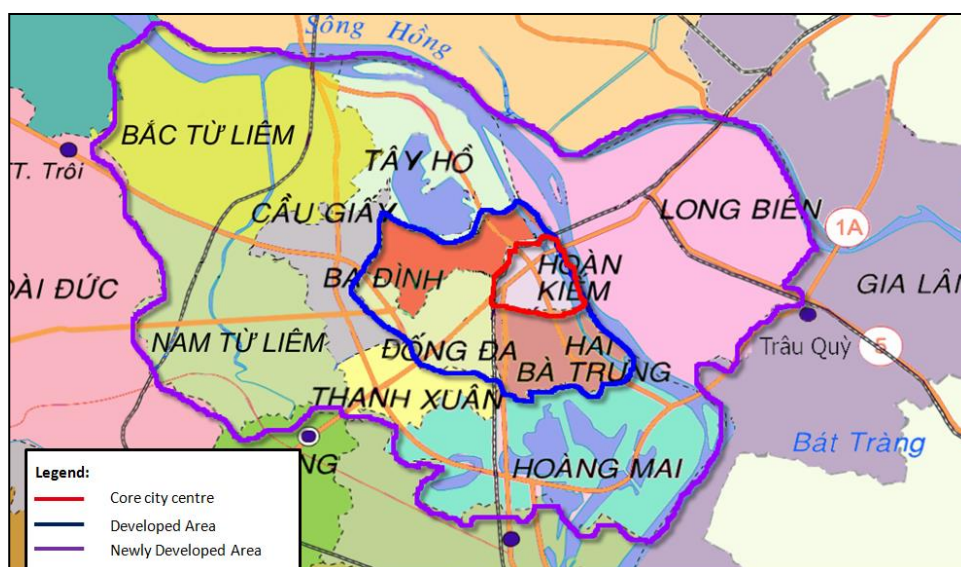 Sông Hồng
BẮC TỪ LIÊM
TÂY HỒ
T. Trôi
CẦU GIẤY
LONG BIÊN
1A
BA ĐÌNH
HOÀN
KIẾM
GIA LÂ
OÀI ĐỨC
NAM TỪ LIÊM
ĐỐNG ĐA
HAI
BÀ TRƯNG
Trâu Quỳ
5
THANH XUÂN
Bát Tràng
HOÀNG MAI
NG
Legend:
Core city centre
Developed Area
Newly Developed Area